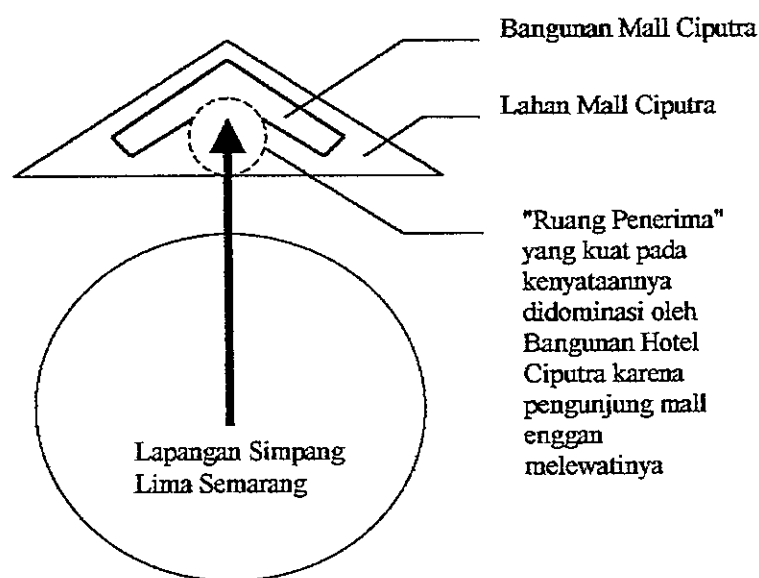 Bangunan Mall Ciputra
Lahan Mall Ciputra
"Ruang Penerima"
yang kuat pada
kenyataannya
didominasi oleh
Bangunan Hotel
Ciputra karena
pengunjung mall
enggan
melewatinya
Lapangan Simpang
Lima Semarang